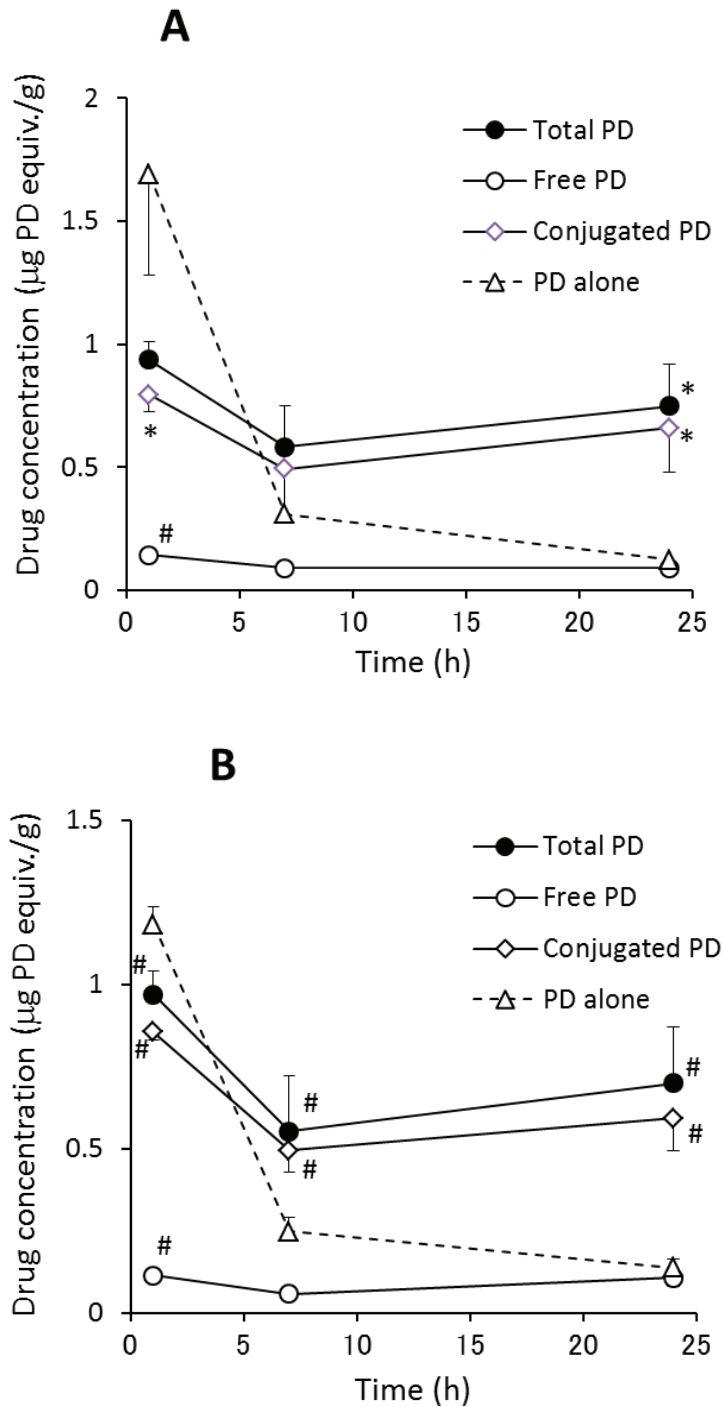 A
Drug concentration (μg PD equiv./g)
2
1.5
1
0.5
0
Total PD
Free PD
Conjugated PD
PD alone
*
*
*
#
0 5 10 15 20 25
Time (h)
B
Drug concentration (μg PD equiv./g)
1.5
1
0.5
0
Total PD
Free PD
Conjugated PD
PD alone
#
#
#
#
#
#
#
0 5 10 15 20 25
Time (h)